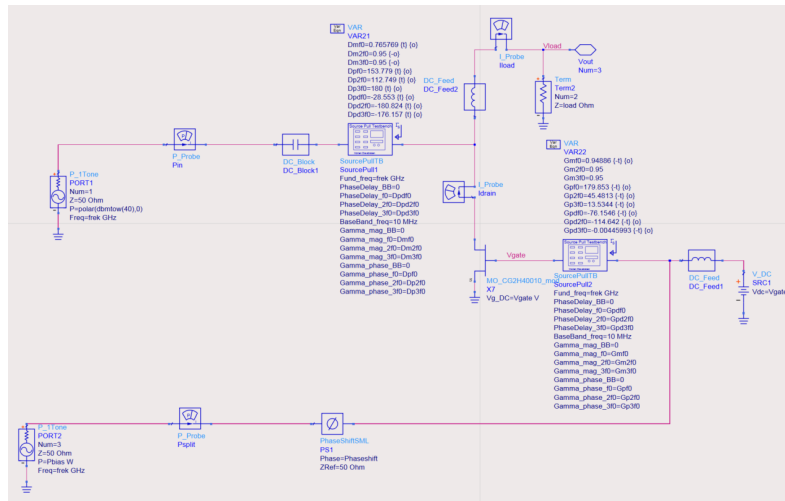 VAR
VAR21
Dmf0=0.765769 {t} {o}
Dm2f0=0.95 {-o}
Dm3f0=0.95 {-o}
Dpf0=153.779 {t} {o}
Dp2f0=112.749 {t} {o}
Dp3f0=180 {t} {o}
Dpdf0=-28.553 {t} {o}
Dpd2f0=-180.824 {t} {o}
Dpd3f0=-176.157 {t} {o}
I_Probe
Iload
Vload
Vout
Num=3
DC_Feed
DC_Feed2
Term
Term2
Num=2
Z=load Ohm
P_Probe
Pin
DC_Block
DC_Block1
Source Pull Testbench
SourcePullTB
SourcePull1
Fund_freq=frek GHz
PhaseDelay_BB=0
PhaseDelay_f0=Dpdf0
PhaseDelay_2f0=Dpd2f0
PhaseDelay_3f0=Dpd3f0
BaseBand_freq=10 MHz
Gamma_mag_BB=0
Gamma_mag_f0=Dmf0
Gamma_mag_2f0=Dm2f0
Gamma_mag_3f0=Dm3f0
Gamma_phase_BB=0
Gamma_phase_f0=Dpf0
Gamma_phase_2f0=Dp2f0
Gamma_phase_3f0=Dp3f0
P_1Tone
PORT1
Num=1
Z=50 Ohm
P=polar(dbmtow(40),0)
Freq=frek GHz
I_Probe
Idrain
VAR
VAR22
Gmf0=0.94886 {-t} {o}
Gm2f0=0.95
Gm3f0=0.95
Gpf0=179.853 {-t} {o}
Gp2f0=45.4813 {-t} {o}
Gp3f0=13.5344 {-t} {o}
Gpdf0=-76.1546 {-t} {o}
Gpd2f0=-114.642 {-t} {o}
Gpd3f0=-0.00445993 {-t} {o}
Vgate
MO_CG2H40010_mod
X7
Vg_DC=Vgate V
Source Pull Testbench
SourcePullTB
SourcePull2
Fund_freq=frek GHz
PhaseDelay_BB=0
PhaseDelay_f0=Gpdf0
PhaseDelay_2f0=Gpd2f0
PhaseDelay_3f0=Gpd3f0
BaseBand_freq=10 MHz
Gamma_mag_BB=0
Gamma_mag_f0=Gmf0
Gamma_mag_2f0=Gm2f0
Gamma_mag_3f0=Gm3f0
Gamma_phase_BB=0
Gamma_phase_f0=Gpf0
Gamma_phase_2f0=Gp2f0
Gamma_phase_3f0=Gp3f0
DC_Feed
DC_Feed1
V_DC
SRC1
Vdc=Vgate
P_1Tone
PORT2
Num=3
Z=50 Ohm
P=Pbias W
Freq=frek GHz
P_Probe
Psplit
PhaseShiftSML
PS1
Phase=Phaseshift
ZRef=50 Ohm